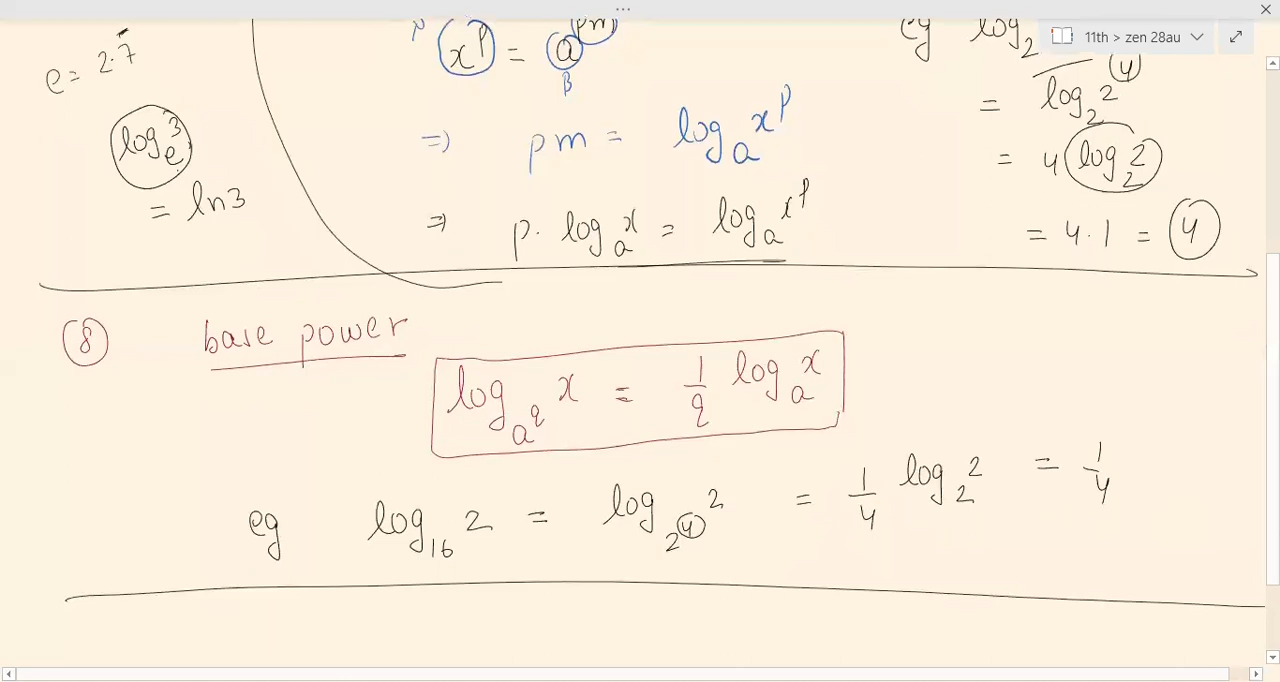 11th > zen 28au
x^p = a^pm
B
e = 2.7
log_e 3
= ln3
⇒ pm = log_a x^p
⇒ p. log_a x = log_a x^p
eg log_2
= log_2 2^4
= 4 log_2 2
= 4.1 = 4
⑧ base power
log_{a^q} x = 1/q log_a x
eg log_16 2 = log_{2^4} 2 = 1/4 log_2 2 = 1/4